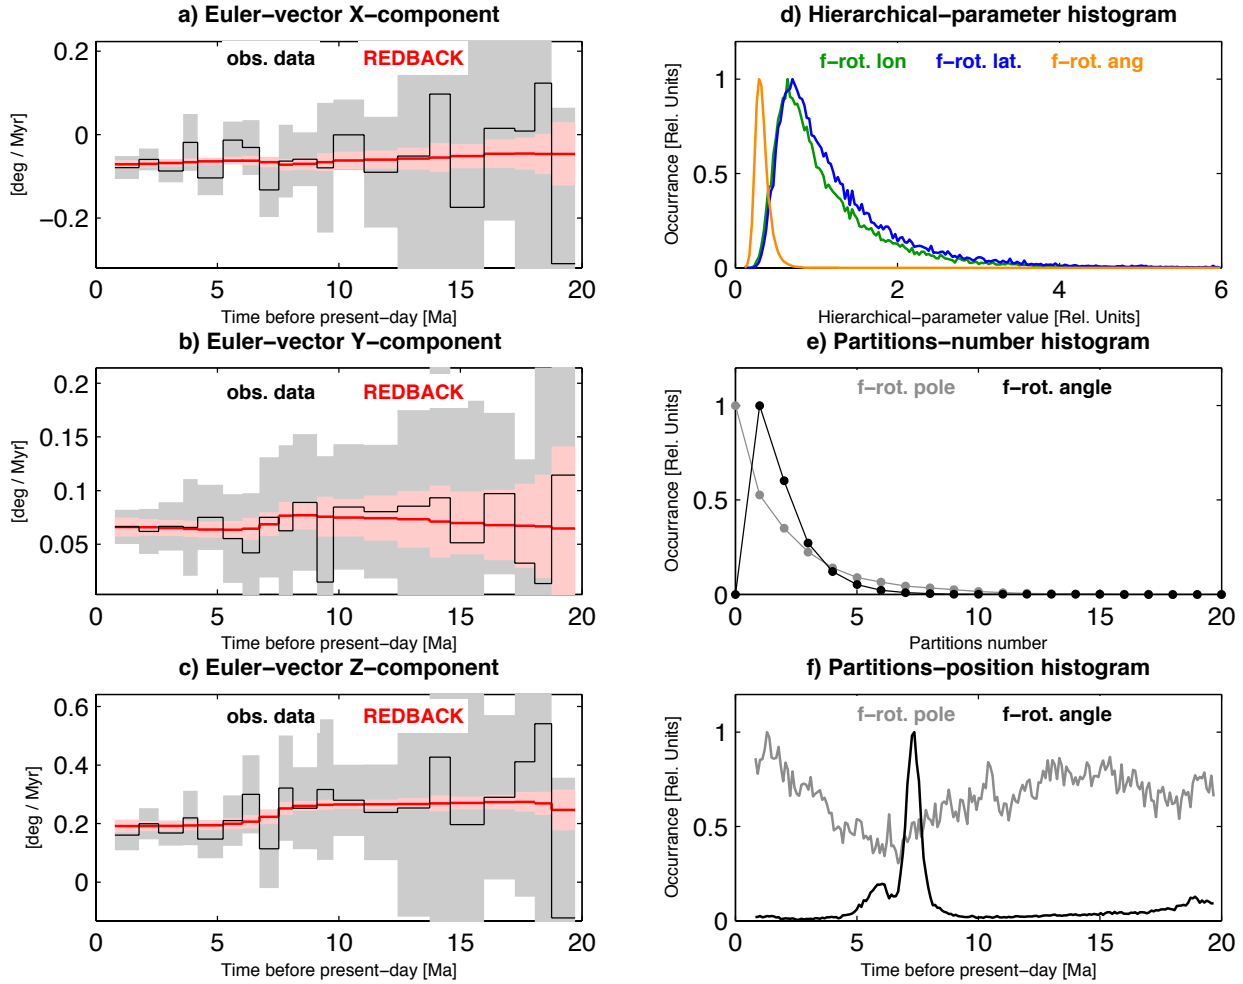 a) Euler−vector X−component
obs. data REDBACK
[deg / Myr]
0.2
0
−0.2
0 5 10 15 20
Time before present−day [Ma]
b) Euler−vector Y−component
obs. data REDBACK
[deg / Myr]
0.2
0.15
0.1
0.05
0 5 10 15 20
Time before present−day [Ma]
c) Euler−vector Z−component
obs. data REDBACK
[deg / Myr]
0.6
0.4
0.2
0
0 5 10 15 20
Time before present−day [Ma]
d) Hierarchical−parameter histogram
f−rot. lon f−rot. lat. f−rot. ang
Occurrance [Rel. Units]
1
0.5
0
0 2 4 6
Hierarchical−parameter value [Rel. Units]
e) Partitions−number histogram
f−rot. pole f−rot. angle
Occurrance [Rel. Units]
1
0.5
0
0 5 10 15 20
Partitions number
f) Partitions−position histogram
f−rot. pole f−rot. angle
Occurrance [Rel. Units]
1
0.5
0
0 5 10 15 20
Time before present−day [Ma]